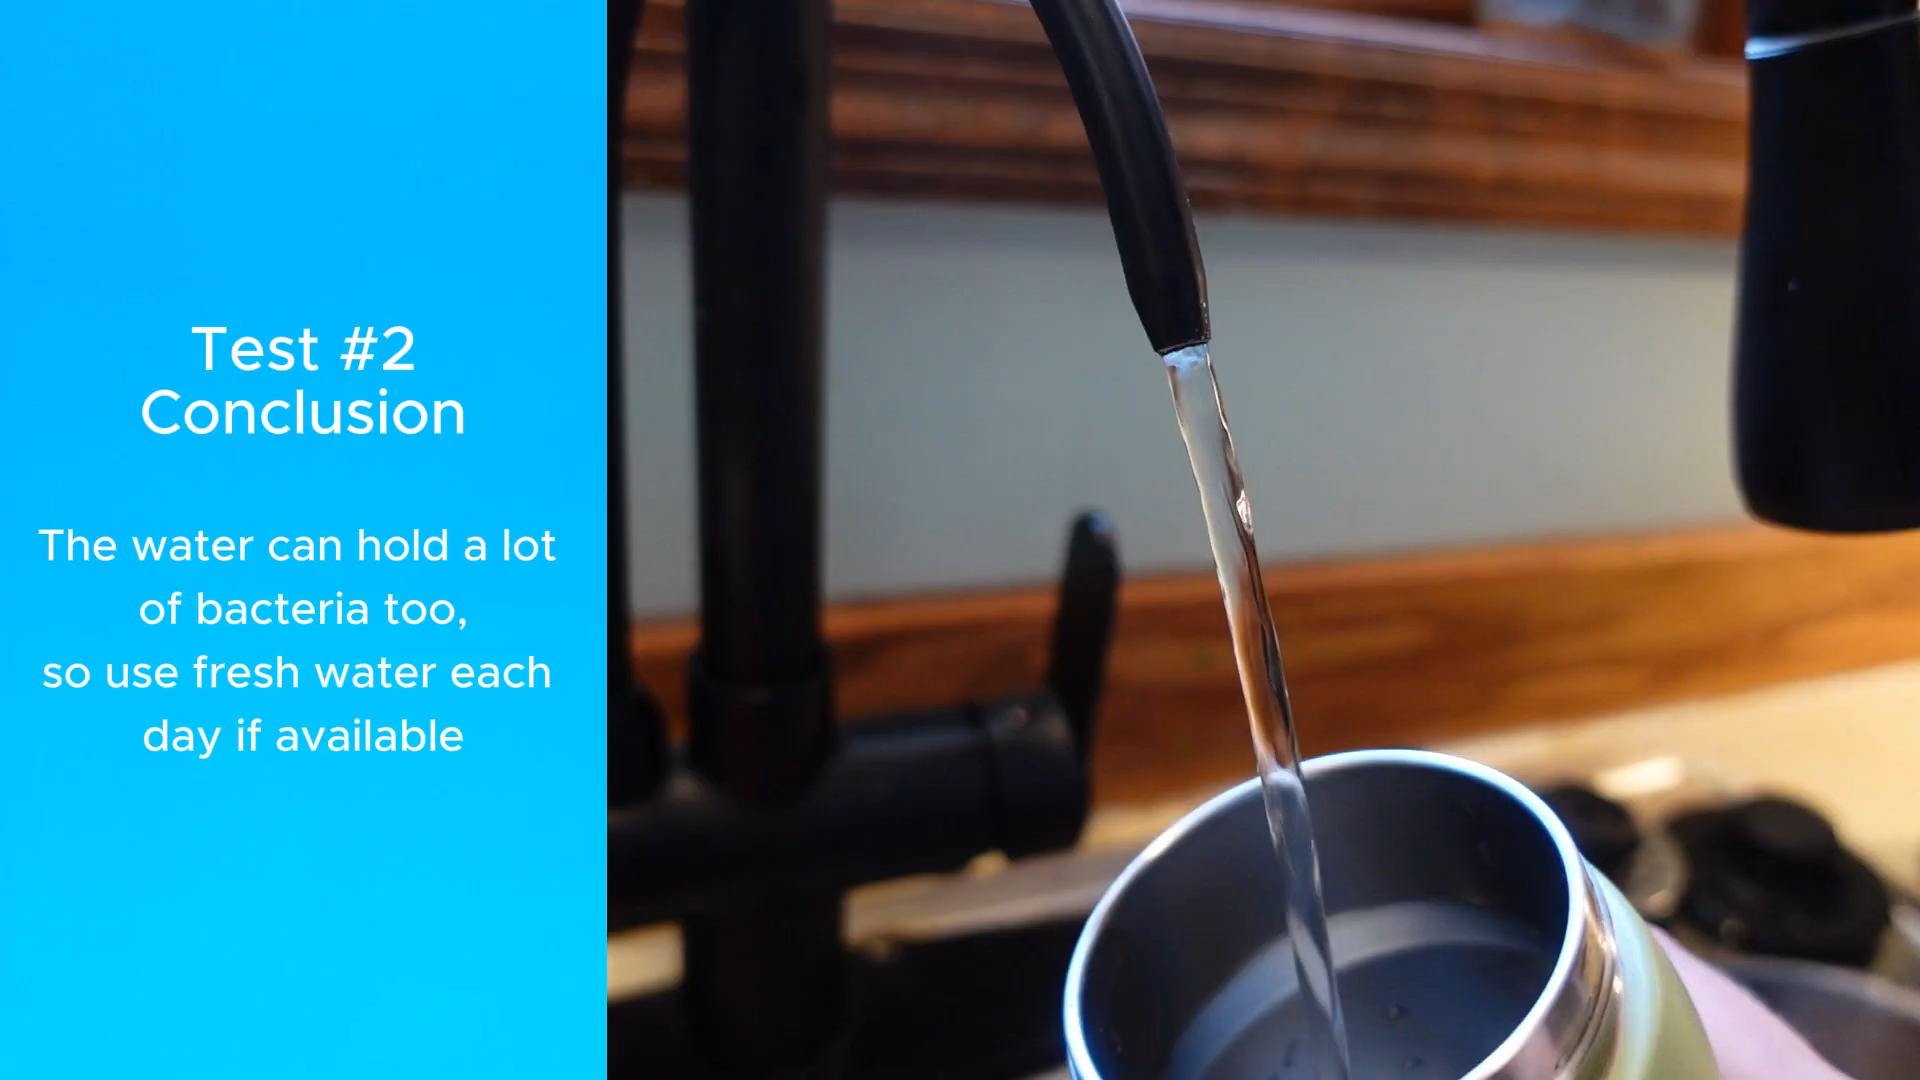 Test #2
Conclusion
The water can hold a lot
of bacteria too,
so use fresh water each
day if available